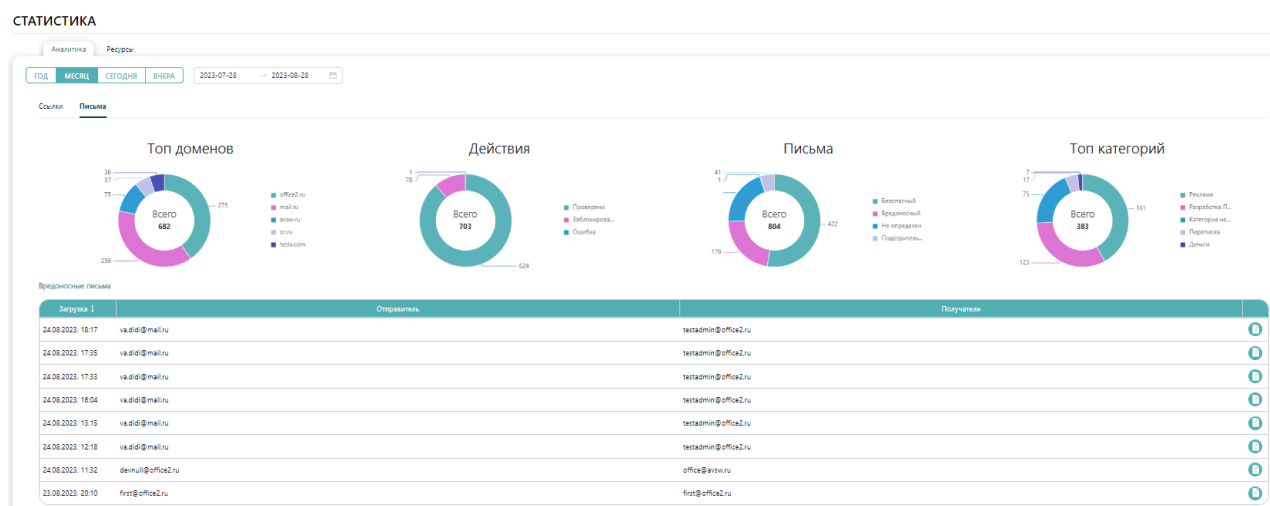 СТАТИСТИКА
Аналитика Ресурсы
ГОД МЕСЯЦ СЕГОДНЯ ВЧЕРА 2023-07-28 → 2023-08-28
Ссылки Письма
Топ доменов
36
37
75
275
259
Всего
682
office2.ru
mail.ru
avsw.ru
or.ru
tesla.com
Действия
1
78
624
Всего
703
Проверено
Заблокирова...
Ошибка
Письма
41
1
422
179
Всего
804
Безопасный
Вредоносный
Не определен
Подозритель...
Топ категорий
7
17
75
161
123
Всего
383
Реклама
Разработка П...
Категория не...
Переписка
Деньги
Вредоносные письма
Загрузка ↓ Отправитель Получатели
24.08.2023, 18:17 va.didi@mail.ru testadmin@office2.ru
24.08.2023, 17:35 va.didi@mail.ru testadmin@office2.ru
24.08.2023, 17:33 va.didi@mail.ru testadmin@office2.ru
24.08.2023, 16:04 va.didi@mail.ru testadmin@office2.ru
24.08.2023, 13:15 va.didi@mail.ru testadmin@office2.ru
24.08.2023, 12:18 va.didi@mail.ru testadmin@office2.ru
24.08.2023, 11:32 devnull@office2.ru office@avsw.ru
23.08.2023, 20:10 first@office2.ru first@office2.ru